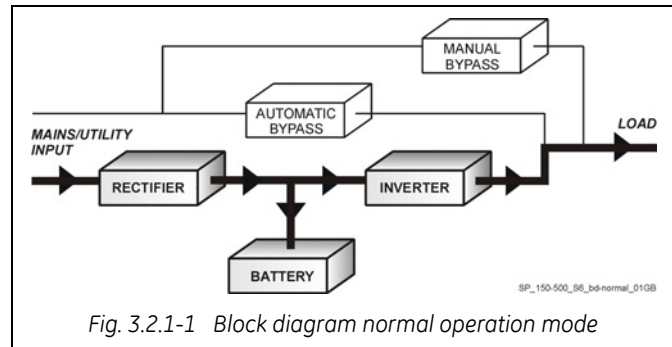 MANUAL
BYPASS
AUTOMATIC
BYPASS
MAINS/UTILITY
INPUT
LOAD
RECTIFIER
INVERTER
BATTERY
SP_150-500_S6_bd-normal_01GB
Fig. 3.2.1-1 Block diagram normal operation mode